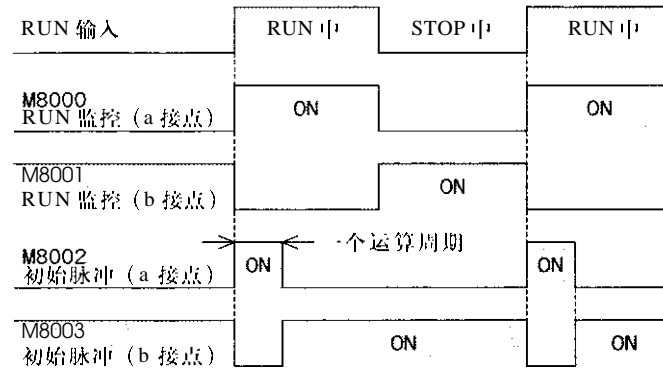 RUN 输入
RUN 中
STOP 中
RUN 中
M8000
RUN 监控（a 接点）
ON
ON
M8001
RUN 监控（b 接点）
ON
M8002
初始脉冲（a 接点）
ON
一个运算周期
ON
M8003
初始脉冲（b 接点）
ON
ON